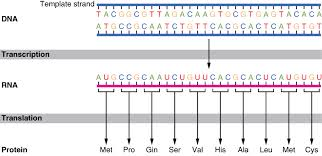 Template strand
DNA
TACGGCGTTAGACAAGTGCGTGAGTACACA
ATGCCGCAATCTGTTCACGCACTCATGTGT
Transcription
RNA
AUGCCGCAAUCUGUUCACGCACUCAUGUGU
Translation
Protein Met Pro Gin Ser Val His Ala Leu Met Cys